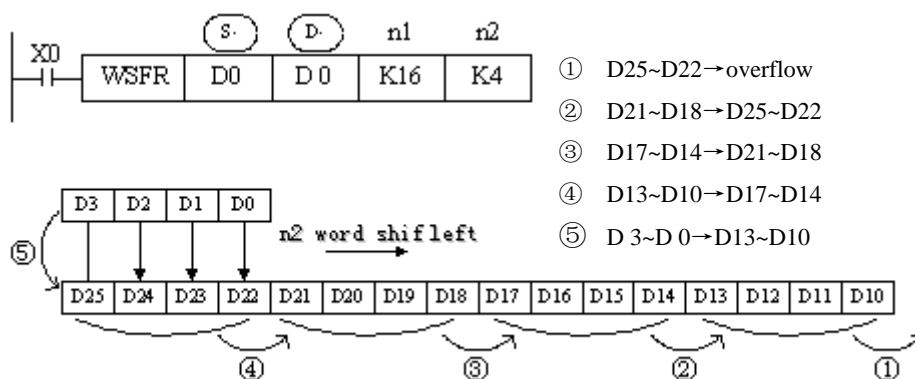 S· D· n1 n2
X0
WSFR D0 D 0 K16 K4
① D25~D22→overflow
② D21~D18→D25~D22
③ D17~D14→D21~D18
④ D13~D10→D17~D14
⑤ D 3~D 0→D13~D10
D3 D2 D1 D0
n2 word shif left
⑤
D25 D24 D23 D22 D21 D20 D19 D18 D17 D16 D15 D14 D13 D12 D11 D10
④ ③ ② ①